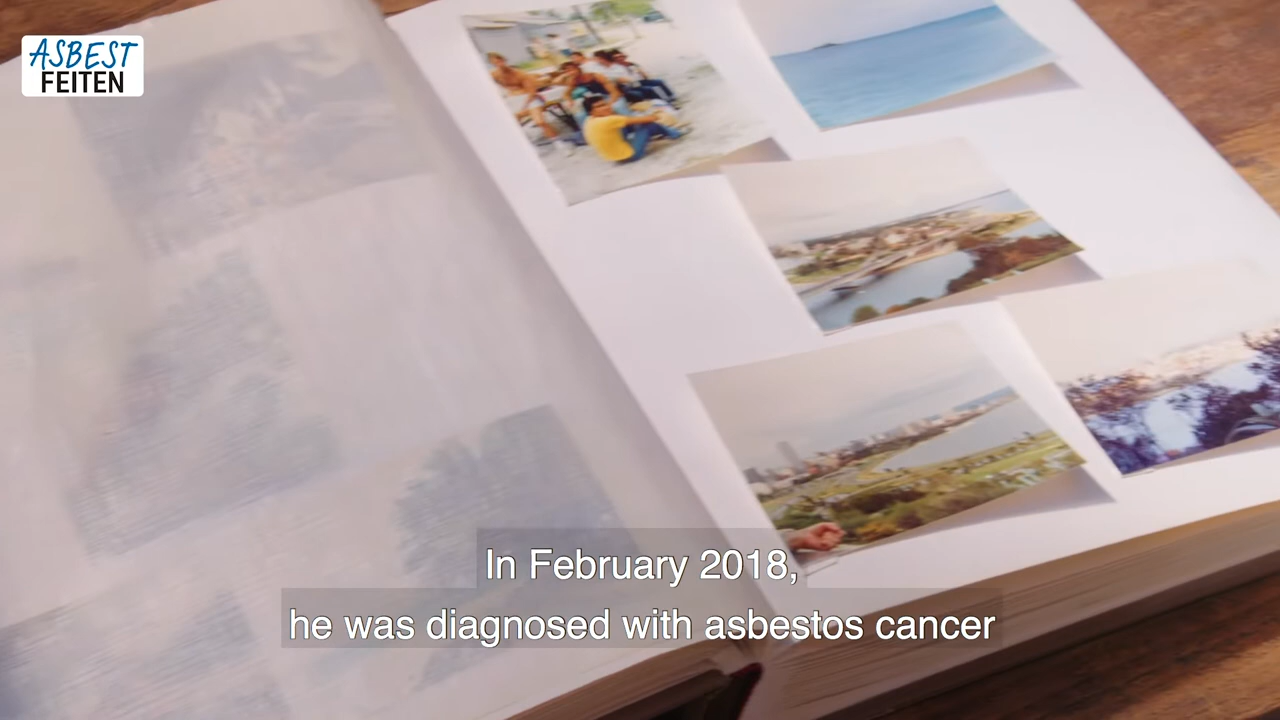 ASBEST
FEITEN
In February 2018,
he was diagnosed with asbestos cancer